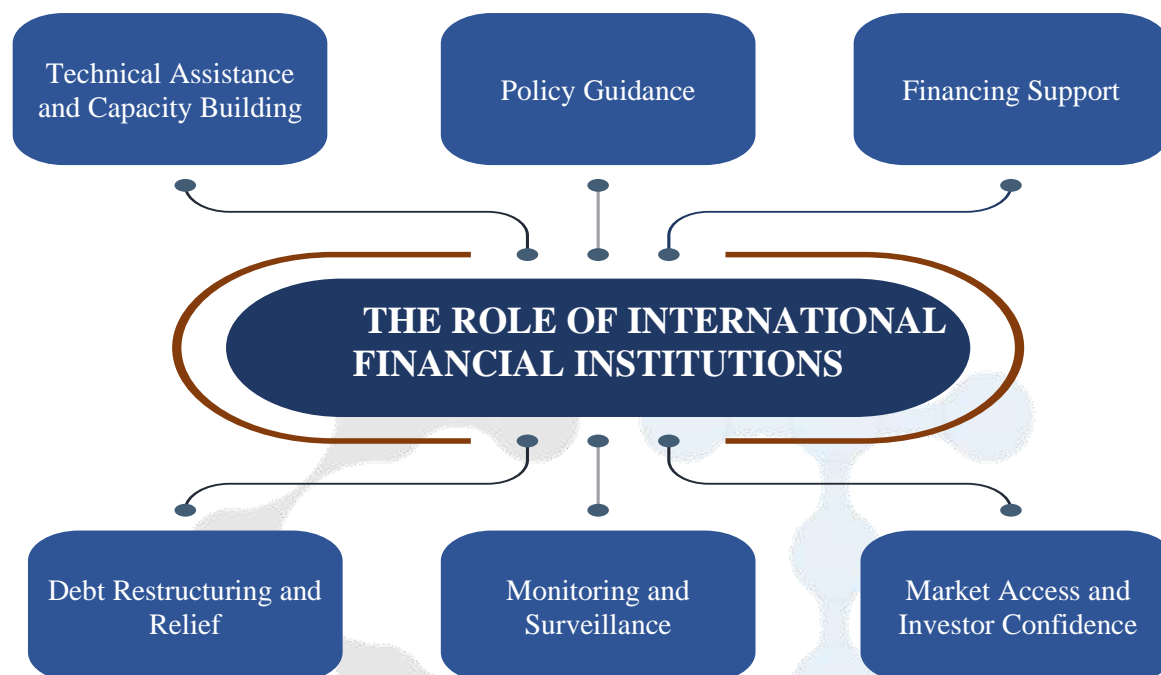 Technical Assistance
and Capacity Building
Policy Guidance
Financing Support
THE ROLE OF INTERNATIONAL
FINANCIAL INSTITUTIONS
Debt Restructuring and
Relief
Monitoring and
Surveillance
Market Access and
Investor Confidence